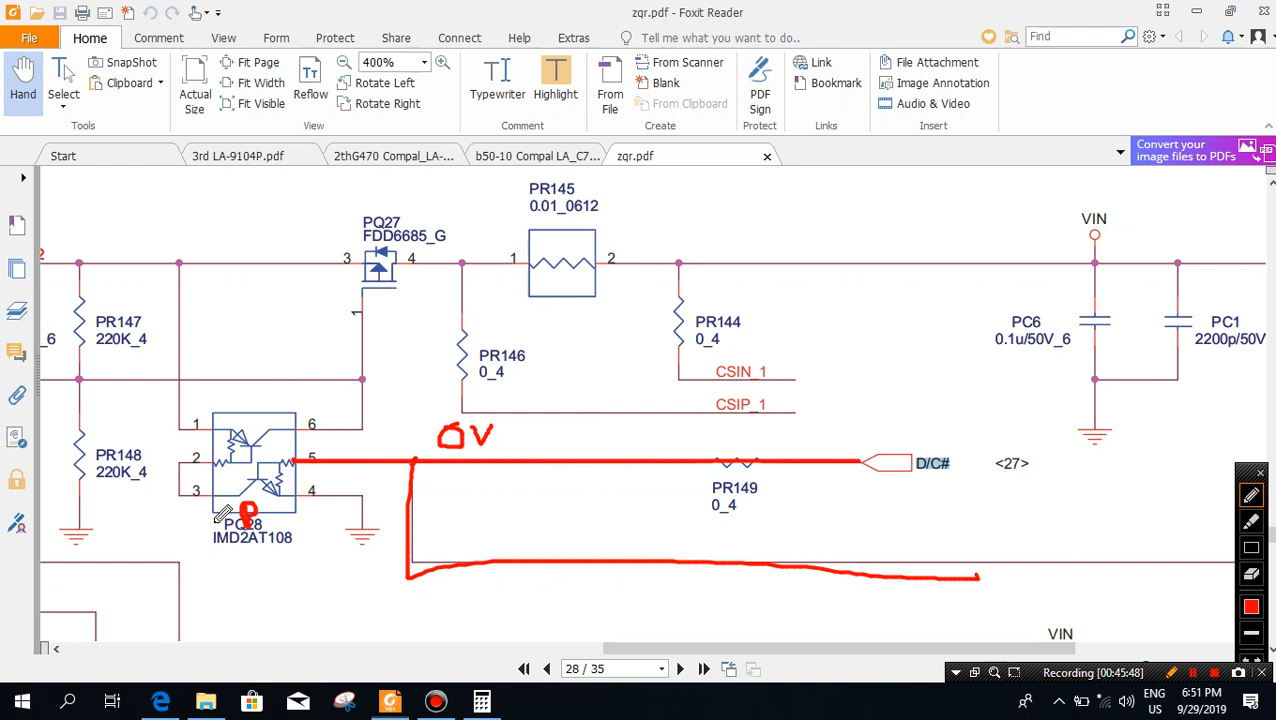 zqr.pdf - Foxit Reader
File Home Comment View Form Protect Share Connect Help Extras Tell me what you want to do... Find
Hand
Select
SnapShot
Clipboard
Actual Size
Fit Page
Fit Width
Fit Visible
Reflow
400%
Rotate Left
Rotate Right
Typewriter
Highlight
From File
From Scanner
Blank
From Clipboard
PDF Sign
Link
Bookmark
File Attachment
Image Annotation
Audio & Video
Tools View Comment Create Protect Links Insert
Start 3rd LA-9104P.pdf 2thG470 Compal_LA-... b50-10 Compal LA_C7... zqr.pdf
Convert your image files to PDFs
PR145
0.01_0612
PQ27
FDD6685_G
VIN
2 3 4 1 2
1
PR147
220K_4
_6
PR144
0_4
PC6
0.1u/50V_6
PC1
2200p/50V
PR146
0_4
CSIN_1
CSIP_1
1 6
0V
PR148
220K_4
2 5
D/C#
<27>
3 4
PR149
0_4
P
PQ28
IMD2AT108
VIN
28 / 35
Recording [00:45:48]
ENG
US
8:51 PM
9/29/2019